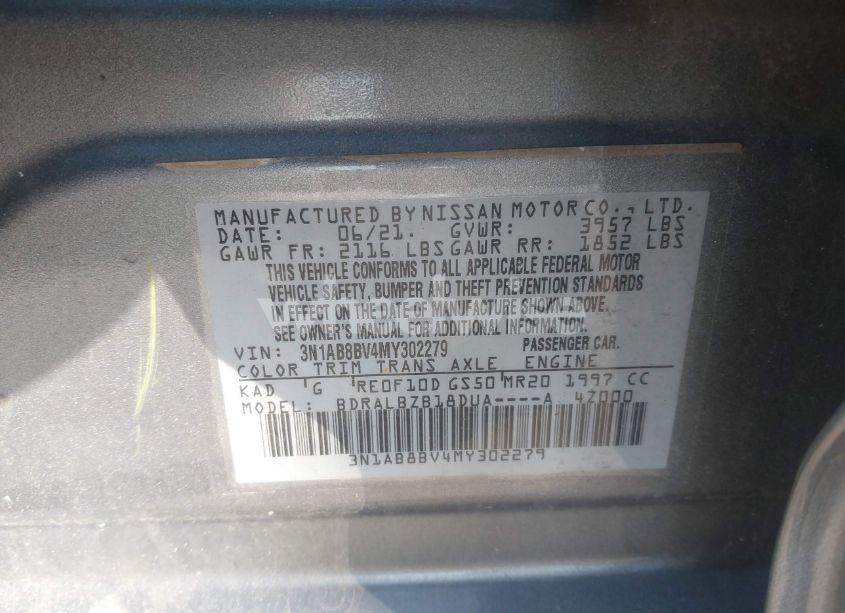 MANUFACTURED BY NISSAN MOTOR CO., LTD.
DATE: 06/21. GVWR: 3957 LBS
GAWR FR: 2116 LBS GAWR RR: 1852 LBS
THIS VEHICLE CONFORMS TO ALL APPLICABLE FEDERAL MOTOR
VEHICLE SAFETY, BUMPER AND THEFT PREVENTION STANDARDS
IN EFFECT ON THE DATE OF MANUFACTURE SHOWN ABOVE.
SEE OWNER'S MANUAL FOR ADDITIONAL INFORMATION.
VIN: 3N1AB8BV4MY302279 PASSENGER CAR.
COLOR TRIM TRANS AXLE ENGINE
KAD 'G 'RE0F10D GS50'MR20 1997 CC
MODEL: BDRALBZB18DUA----A 4Z000
3N1AB8BV4MY302279